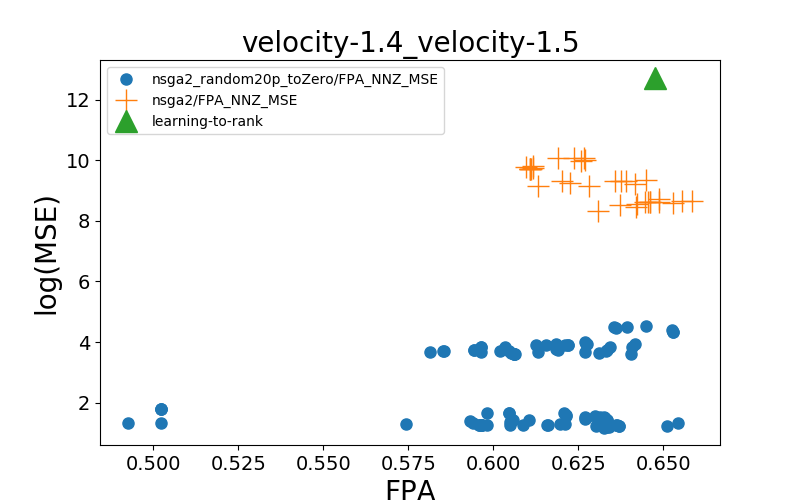 velocity-1.4_velocity-1.5
nsga2_random20p_toZero/FPA_NNZ_MSE
nsga2/FPA_NNZ_MSE
learning-to-rank
log(MSE)
12
10
8
6
4
2
0.500 0.525 0.550 0.575 0.600 0.625 0.650
FPA